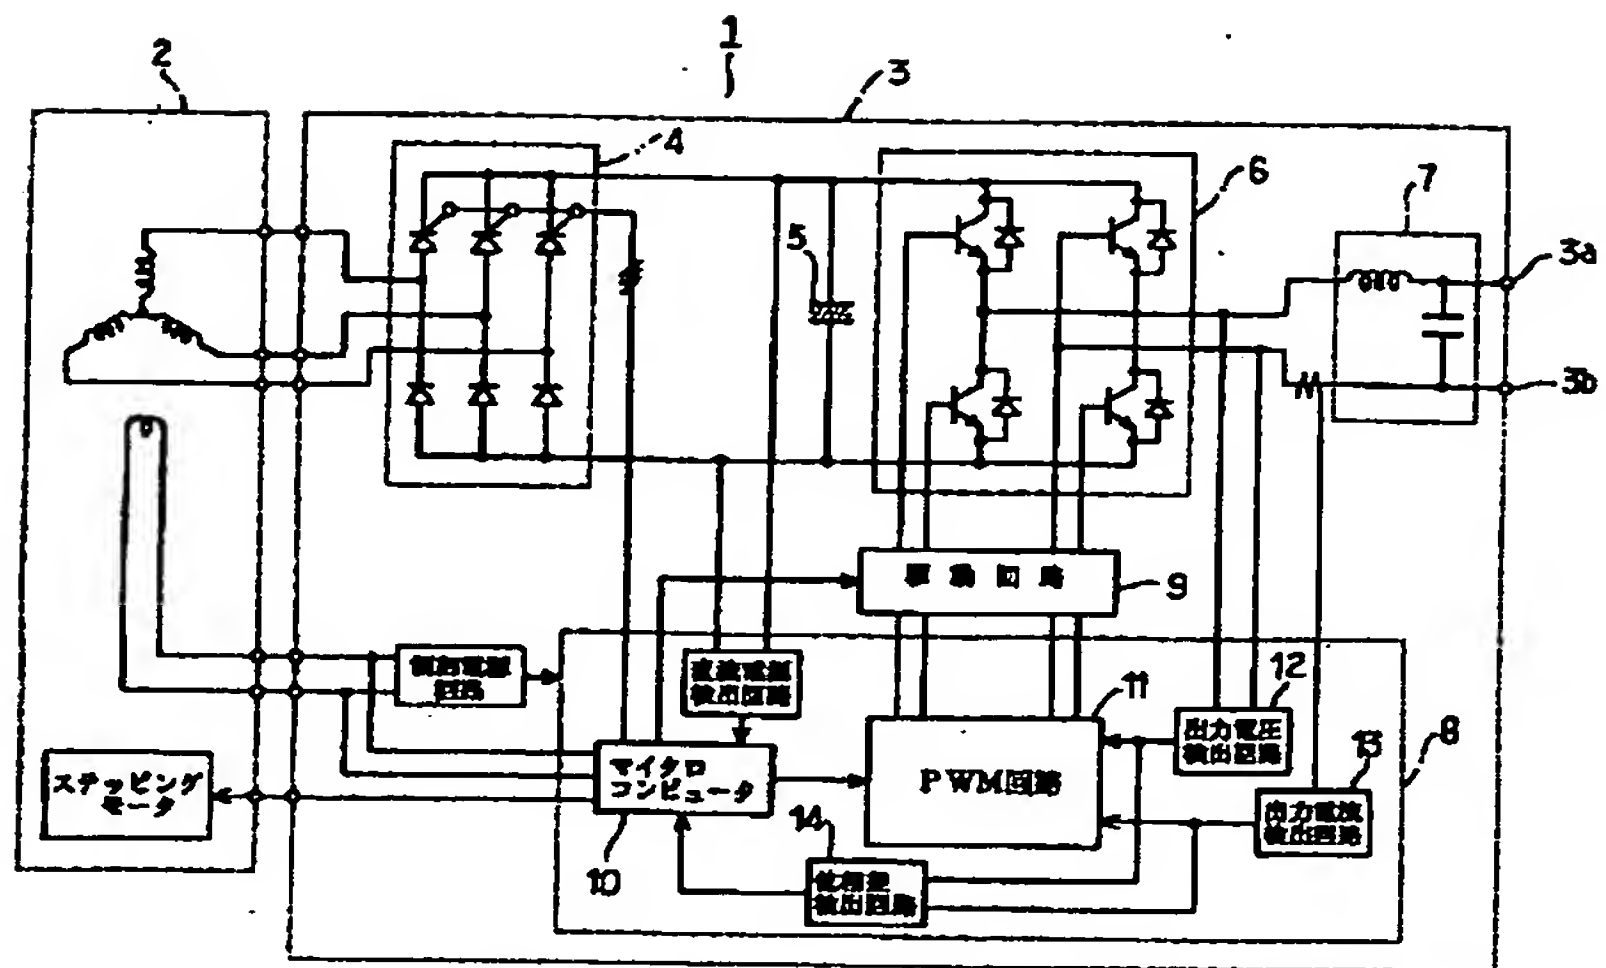 1
2
3
4
5
6
7
3a
3b
駆動回路
9
制御電源
回路
直流電源
検出回路
11
12
出力電圧
検出回路
8
13
出力電流
検出回路
PWM回路
マイクロ
コンピュータ
ステッピング
モータ
10
14
位相差
検出回路